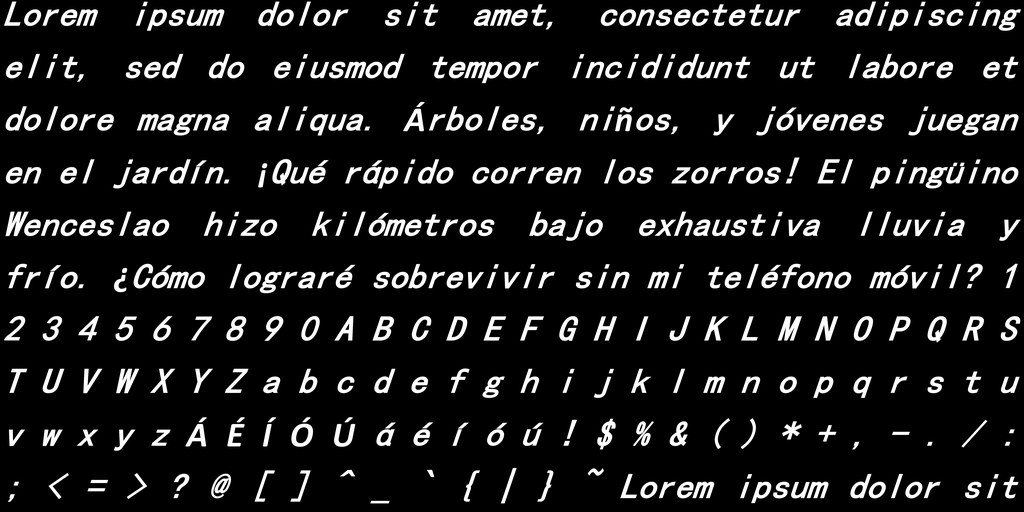 Lorem ipsum dolor sit amet, consectetur adipiscing
elit, sed do eiusmod tempor incididunt ut labore et
dolore magna aliqua. Árboles, niños, y jóvenes juegan
en el jardín. ¡Qué rápido corren los zorros! El pingüino
Wenceslao hizo kilómetros bajo exhaustiva lluvia y
frío. ¿Cómo lograré sobrevivir sin mi teléfono móvil? 1
2 3 4 5 6 7 8 9 0 A B C D E F G H I J K L M N O P Q R S
T U V W X Y Z a b c d e f g h i j k l m n o p q r s t u
v w x y z Á É Í Ó Ú á é í ó ú ! $ % & ( ) * + , - . / :
; < = > ? @ [ ] ^ _ ` { | } ~ Lorem ipsum dolor sit